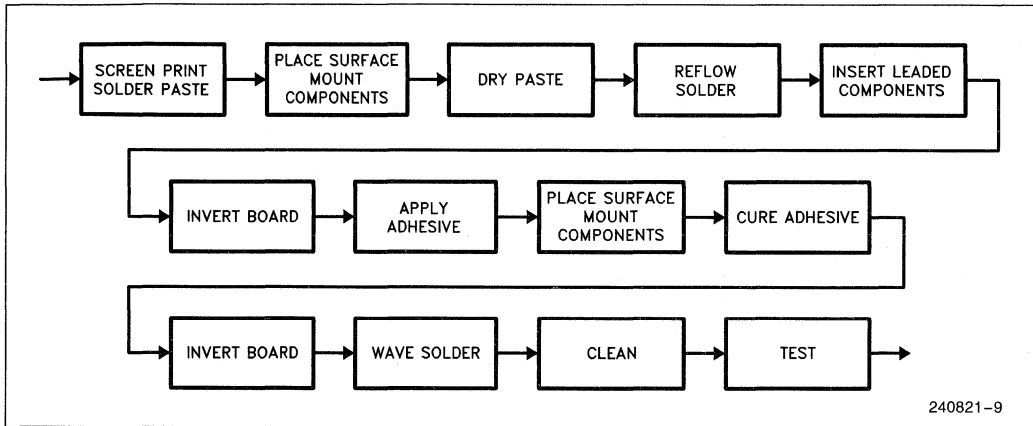 SCREEN PRINT
SOLDER PASTE
PLACE SURFACE
MOUNT
COMPONENTS
DRY PASTE
REFLOW
SOLDER
INSERT LEADED
COMPONENTS
INVERT BOARD
APPLY
ADHESIVE
PLACE SURFACE
MOUNT
COMPONENTS
CURE ADHESIVE
INVERT BOARD
WAVE SOLDER
CLEAN
TEST
240821-9